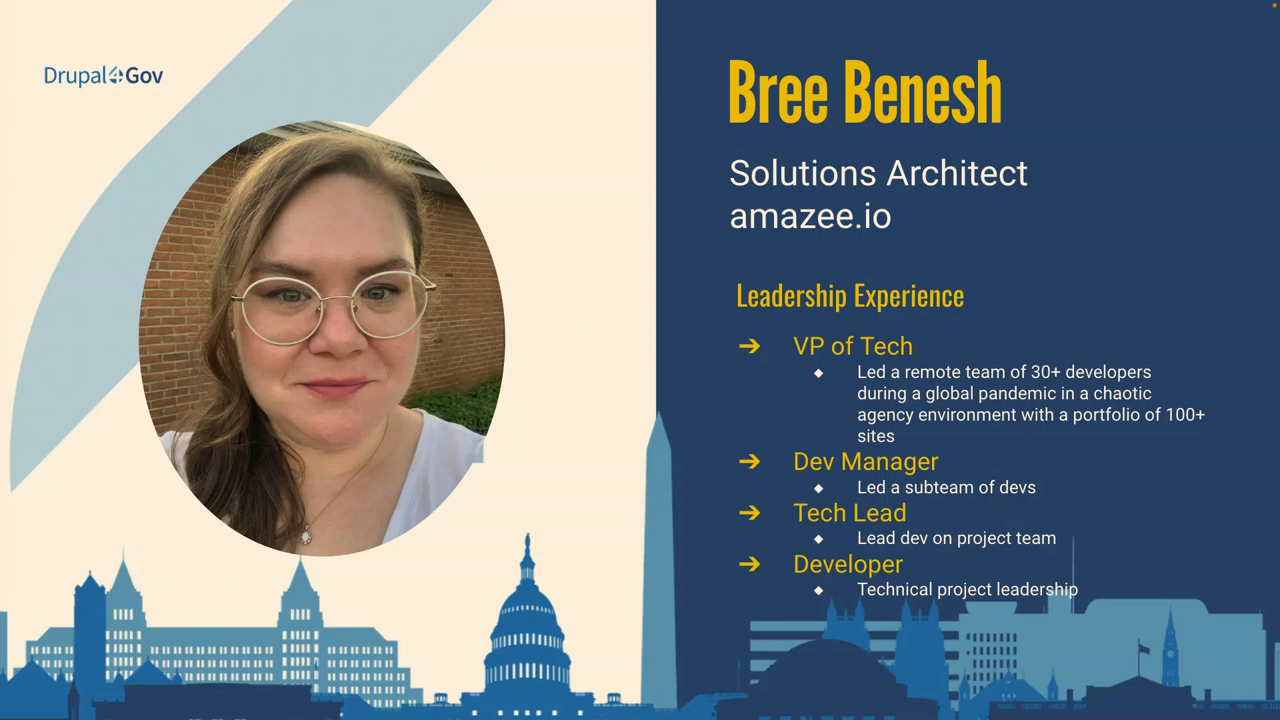 Drupal4Gov
Bree Benesh
Solutions Architect
amazee.io
Leadership Experience
➔ VP of Tech
◆ Led a remote team of 30+ developers
during a global pandemic in a chaotic
agency environment with a portfolio of 100+
sites
➔ Dev Manager
◆ Led a subteam of devs
➔ Tech Lead
◆ Lead dev on project team
➔ Developer
◆ Technical project leadership